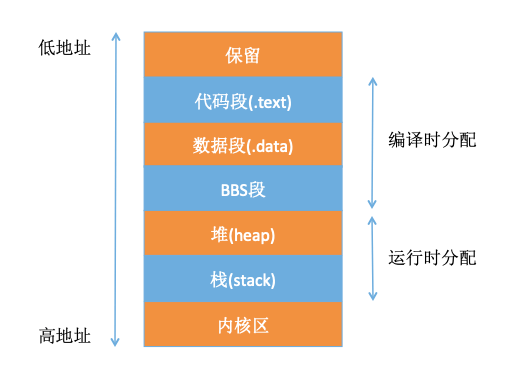 低地址
保留
代码段(.text)
编译时分配
数据段(.data)
BBS段
堆(heap)
运行时分配
栈(stack)
内核区
高地址